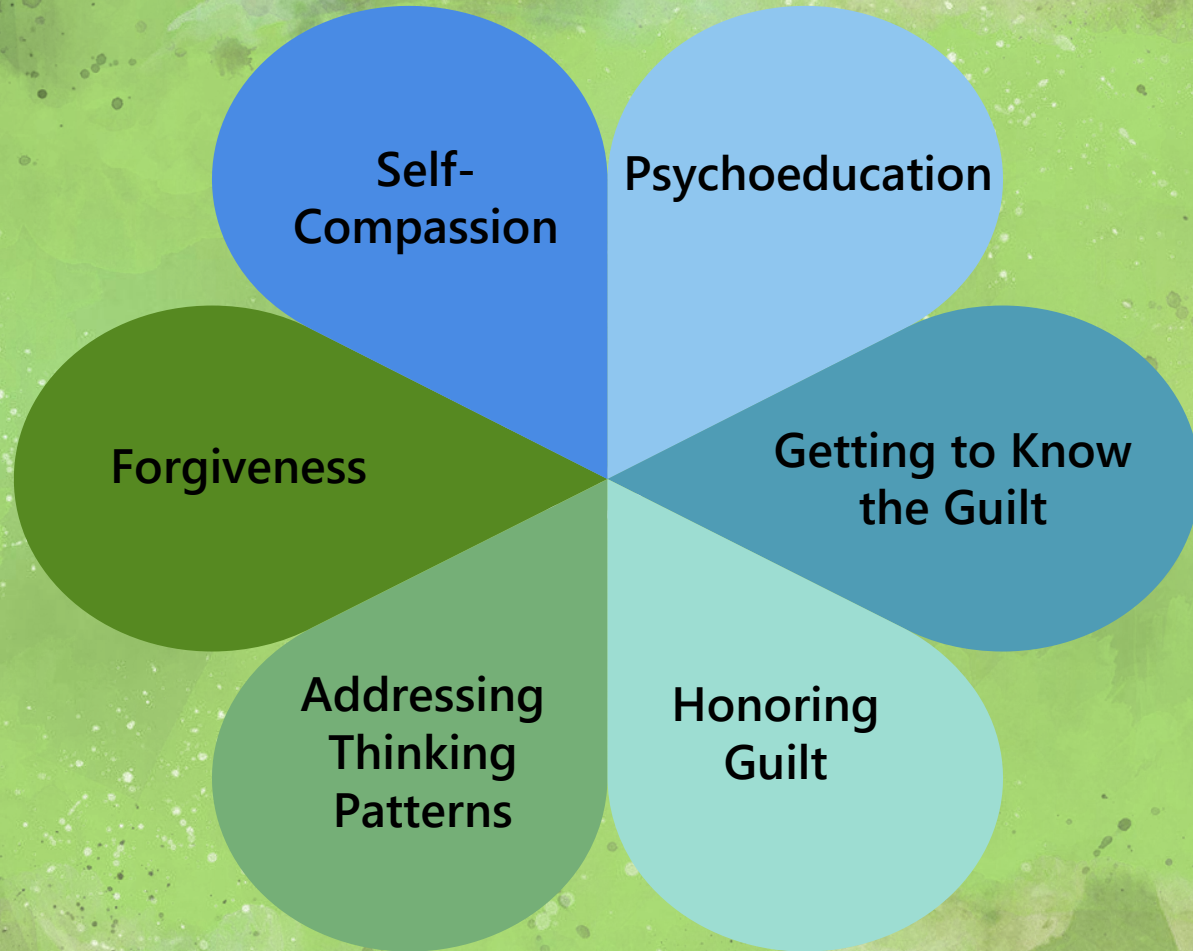 Self-
Compassion
Psychoeducation
Getting to Know
the Guilt
Honoring
Guilt
Addressing
Thinking
Patterns
Forgiveness